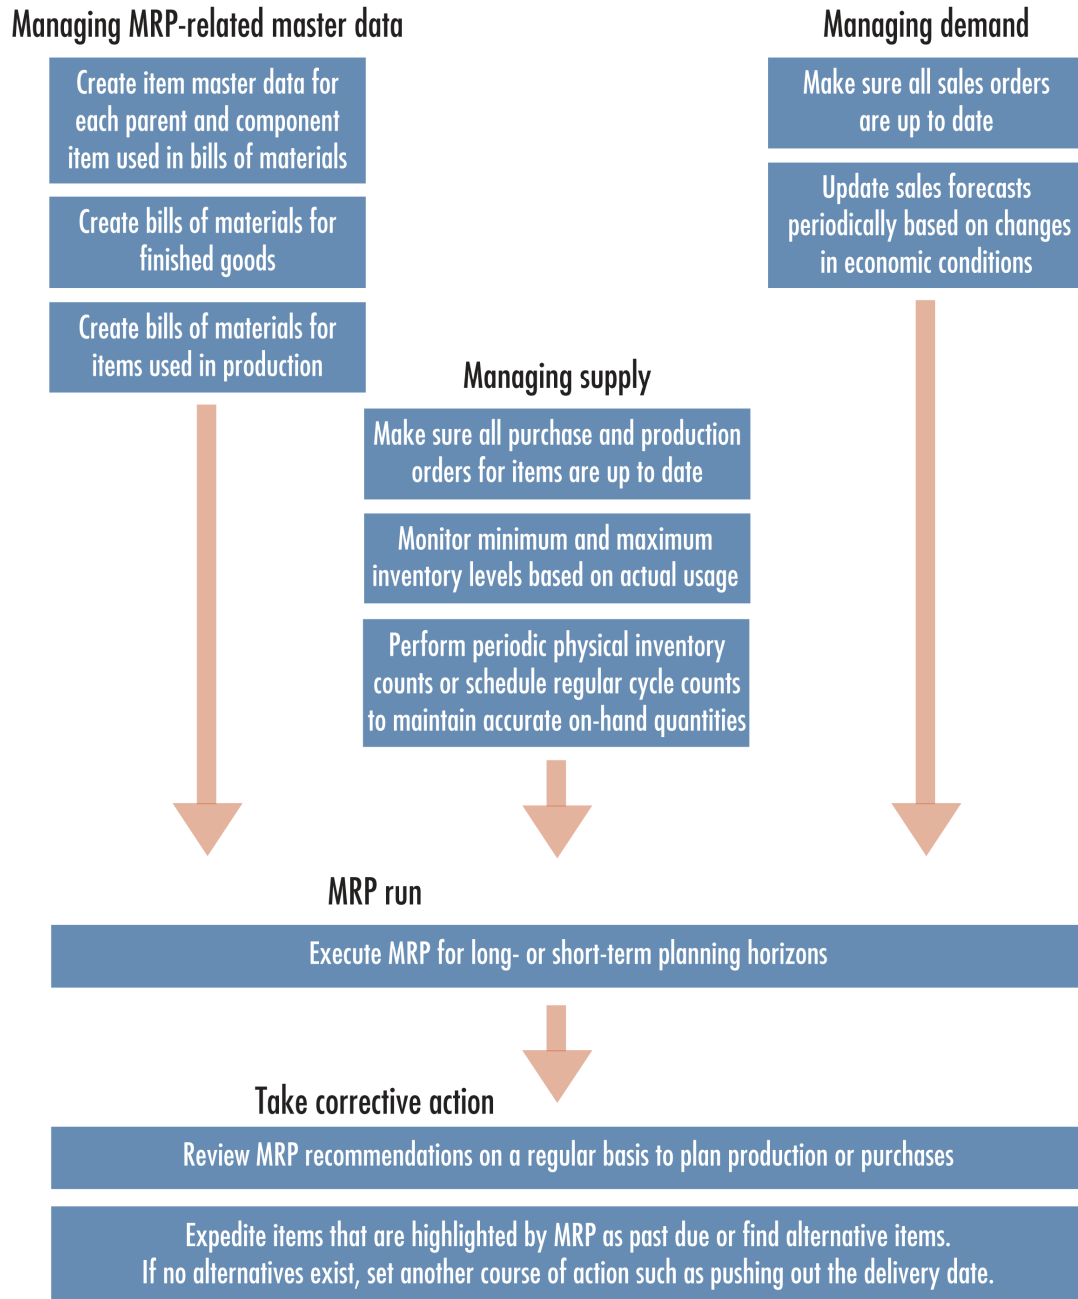 Managing MRP-related master data
Create item master data for
each parent and component
item used in bills of materials
Create bills of materials for
finished goods
Create bills of materials for
items used in production
Managing supply
Make sure all purchase and production
orders for items are up to date
Monitor minimum and maximum
inventory levels based on actual usage
Perform periodic physical inventory
counts or schedule regular cycle counts
to maintain accurate on-hand quantities
Managing demand
Make sure all sales orders
are up to date
Update sales forecasts
periodically based on changes
in economic conditions
MRP run
Execute MRP for long- or short-term planning horizons
Take corrective action
Review MRP recommendations on a regular basis to plan production or purchases
Expedite items that are highlighted by MRP as past due or find alternative items.
If no alternatives exist, set another course of action such as pushing out the delivery date.